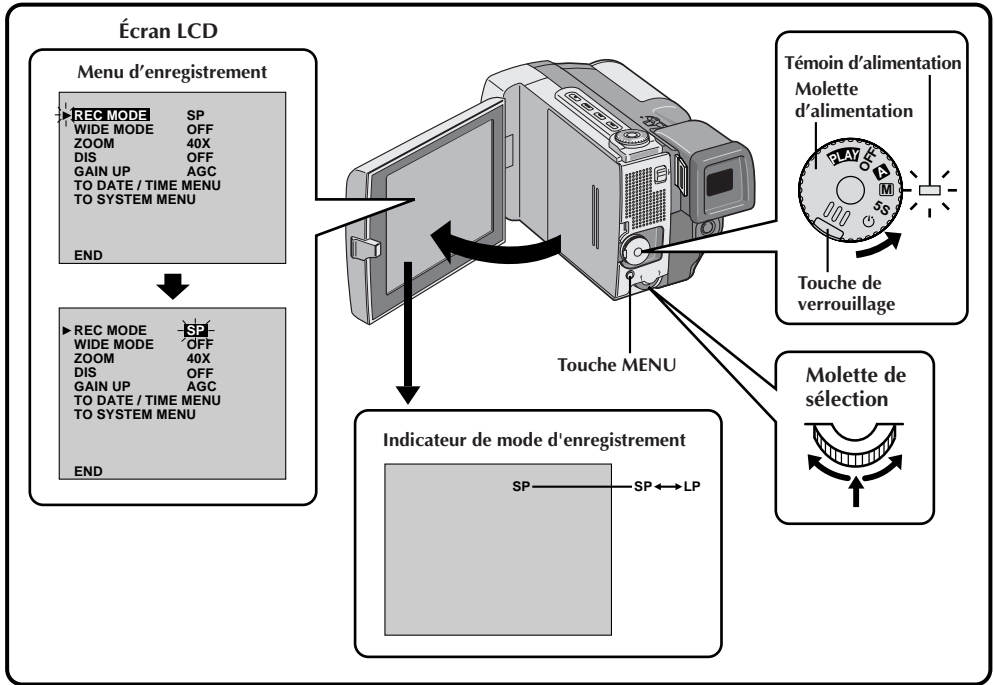 Écran LCD
Menu d’enregistrement
REC MODE SP
WIDE MODE OFF
ZOOM 40X
DIS OFF
GAIN UP AGC
TO DATE / TIME MENU
TO SYSTEM MENU
END
REC MODE SP
WIDE MODE OFF
ZOOM 40X
DIS OFF
GAIN UP AGC
TO DATE / TIME MENU
TO SYSTEM MENU
END
Témoin d’alimentation
Molette
d’alimentation
PLAY
OFF
A
M
5S
Touche de
verrouillage
Touche MENU
Molette de
sélection
Indicateur de mode d'enregistrement
SP SP ↔ LP